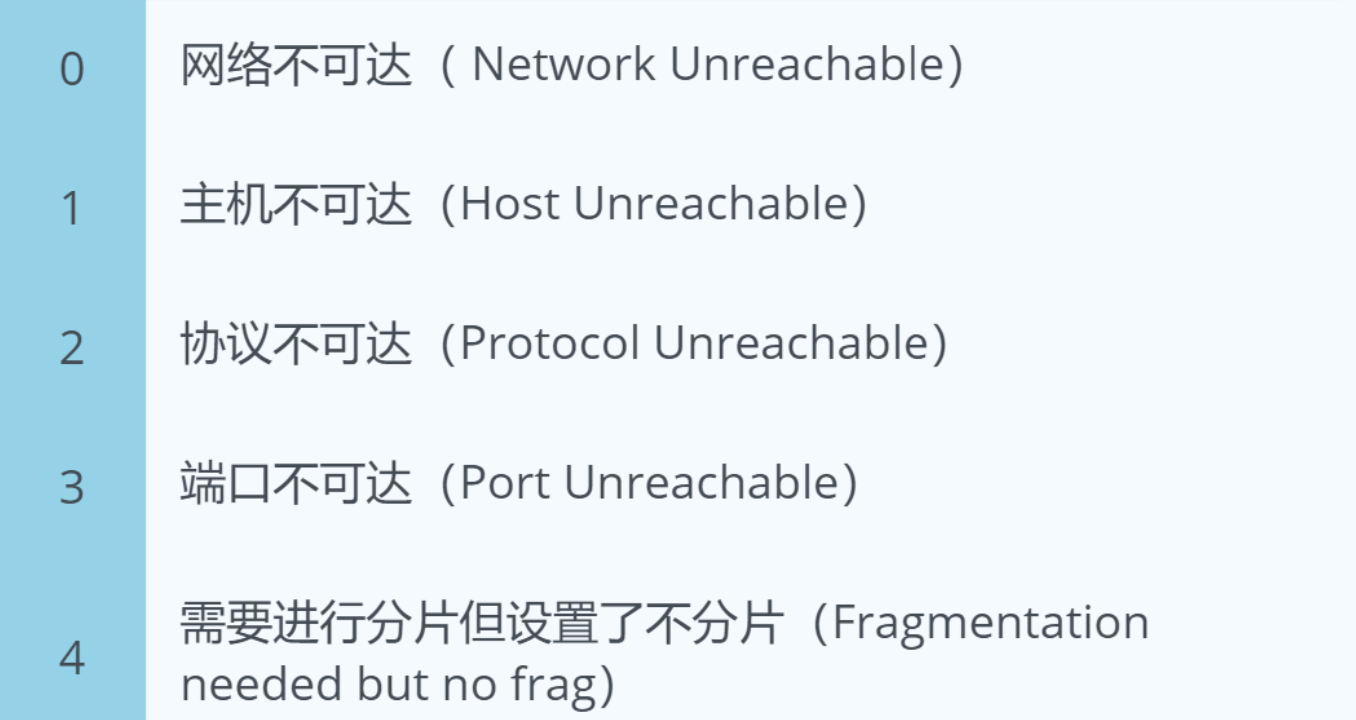 0 网络不可达（ Network Unreachable）
1 主机不可达（Host Unreachable）
2 协议不可达（Protocol Unreachable）
3 端口不可达（Port Unreachable）
4 需要进行分片但设置了不分片（Fragmentation
needed but no frag）